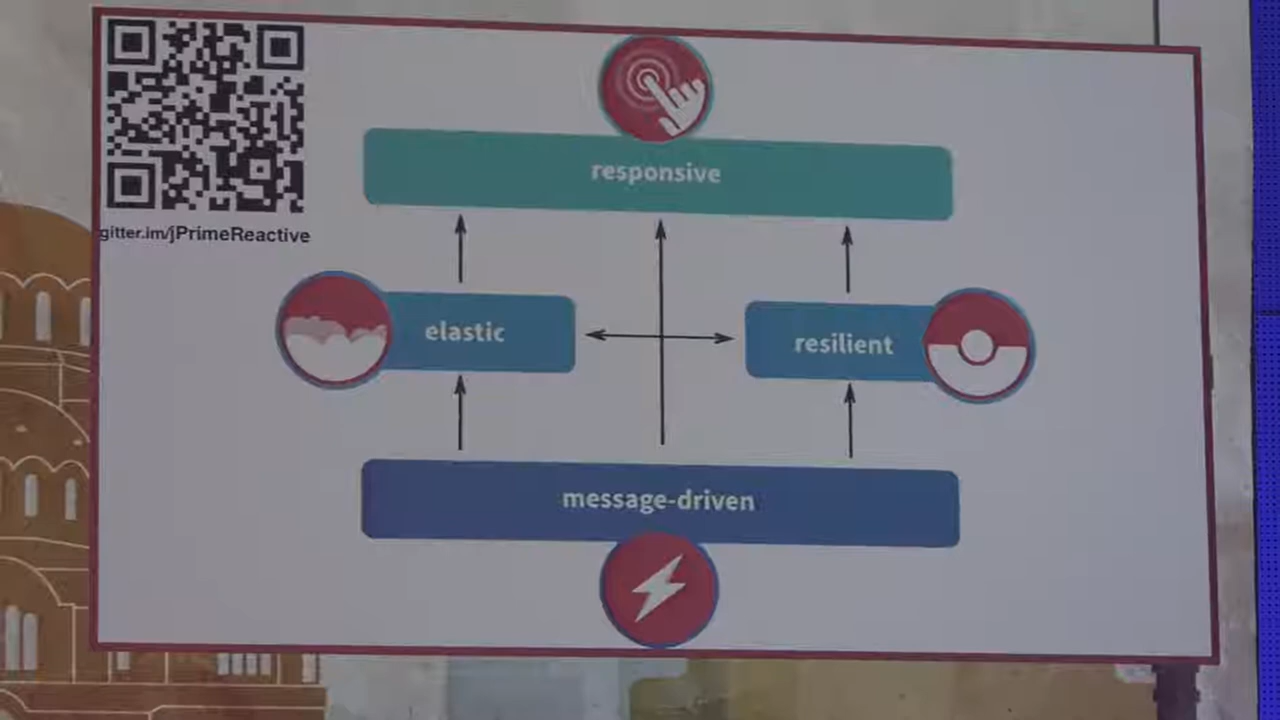 gitter.im/jPrimeReactive
responsive
elastic
resilient
message-driven